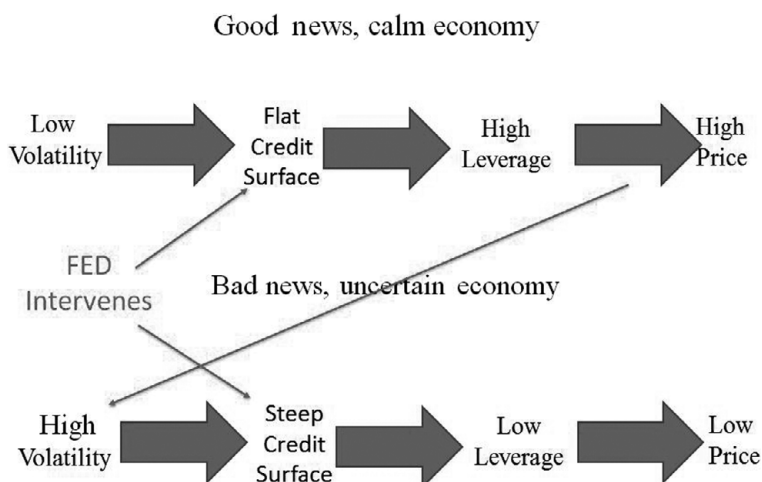 Good news, calm economy
Low
Volatility
Flat
Credit
Surface
High
Leverage
High
Price
FED
Intervenes
Bad news, uncertain economy
High
Volatility
Steep
Credit
Surface
Low
Leverage
Low
Price